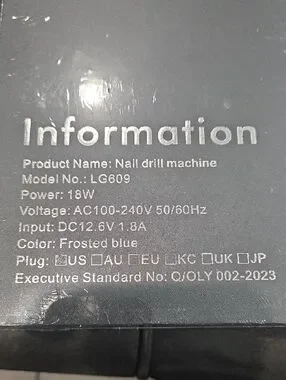 Information
Product Name: Nail drill machine
Model No.: LG609
Power: 18W
Voltage: AC100-240V 50/60Hz
Input: DC12.6V 1.8A
Color: Frosted blue
Plug: ☑US □AU □EU □KC □UK □JP
Executive Standard No: Q/OLY 002-2023